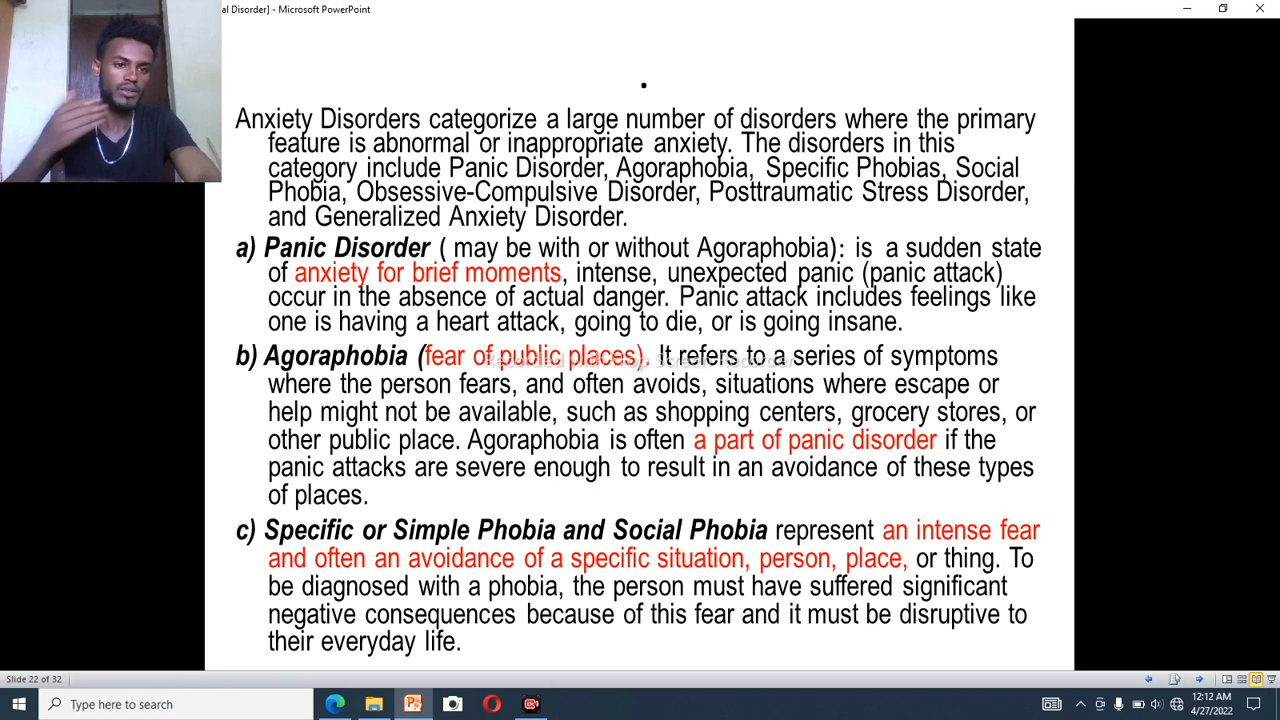 al Disorder] - Microsoft PowerPoint
.
Anxiety Disorders categorize a large number of disorders where the primary
feature is abnormal or inappropriate anxiety. The disorders in this
category include Panic Disorder, Agoraphobia, Specific Phobias, Social
Phobia, Obsessive-Compulsive Disorder, Posttraumatic Stress Disorder,
and Generalized Anxiety Disorder.
a) Panic Disorder ( may be with or without Agoraphobia): is a sudden state
of anxiety for brief moments, intense, unexpected panic (panic attack)
occur in the absence of actual danger. Panic attack includes feelings like
one is having a heart attack, going to die, or is going insane.
b) Agoraphobia (fear of public places). It refers to a series of symptoms
Recorded with iTop Screen Recorder
where the person fears, and often avoids, situations where escape or
help might not be available, such as shopping centers, grocery stores, or
other public place. Agoraphobia is often a part of panic disorder if the
panic attacks are severe enough to result in an avoidance of these types
of places.
c) Specific or Simple Phobia and Social Phobia represent an intense fear
and often an avoidance of a specific situation, person, place, or thing. To
be diagnosed with a phobia, the person must have suffered significant
negative consequences because of this fear and it must be disruptive to
their everyday life.
Slide 22 of 32
Type here to search
12:12 AM
4/27/2022